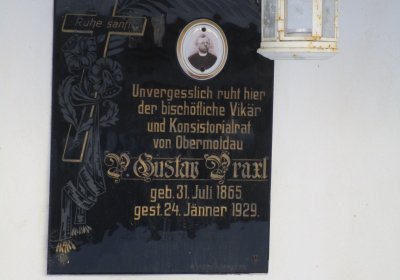 Ruhe sanft
Unvergesslich ruht hier
der bischöfliche Vikär
und Konsistorialrat
von Obermoldau
P. Gustav Praxl
geb. 31. Juli 1865
gest. 24. Jänner 1929.